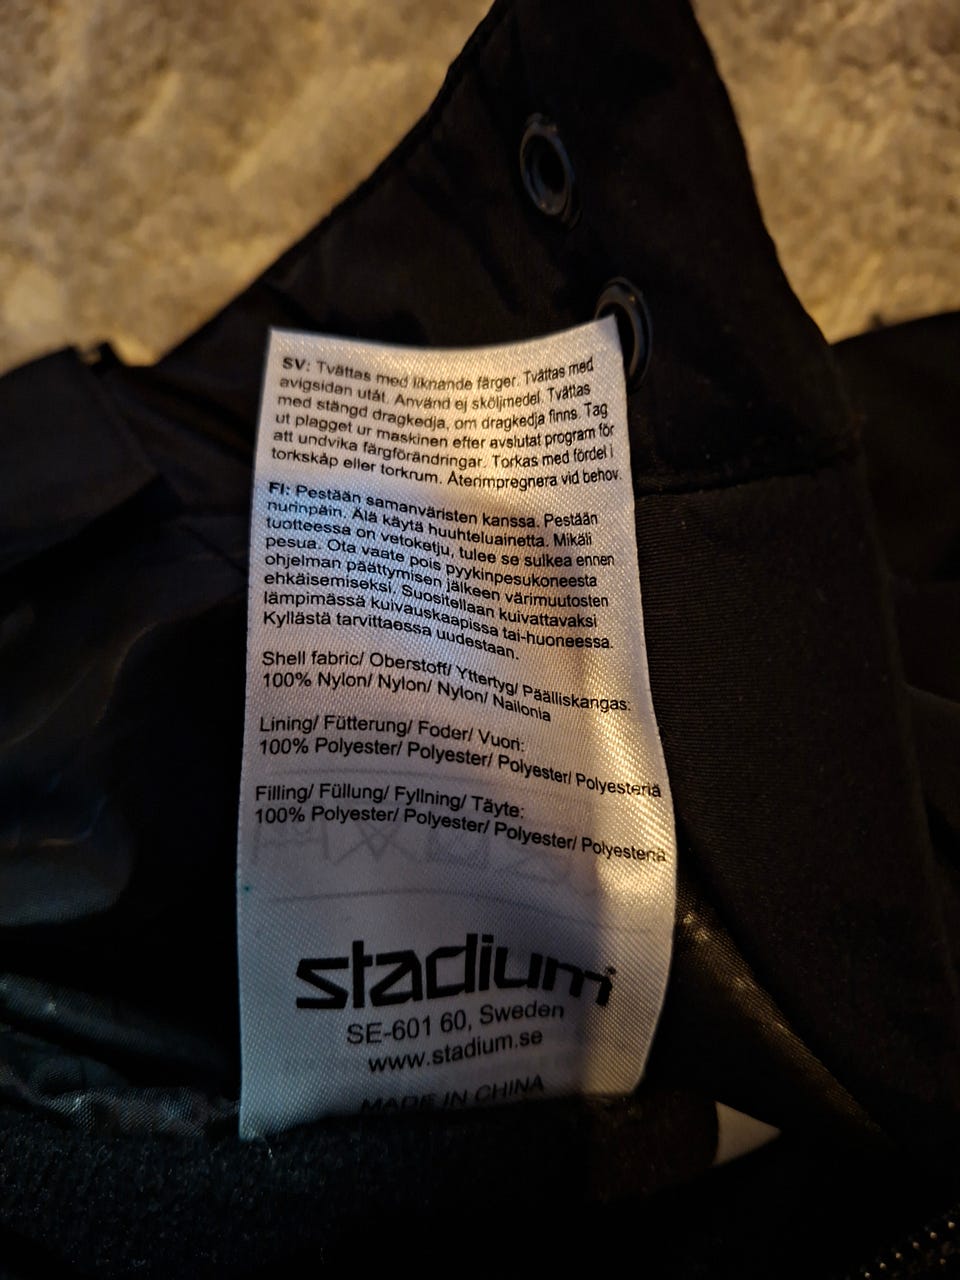 SV: Tvättas med liknande färger. Tvättas med
avigsidan utåt. Använd ej sköljmedel. Tvättas
med stängd dragkedja, om dragkedja finns. Tag
ut plagget ur maskinen efter avslutat program för
att undvika färgförändringar. Torkas med fördel i
torkskåp eller torkrum. Återimpregnera vid behov.
FI: Pestään samanväristen kanssa. Pestään
nurinpäin. Älä käytä huuhteluainetta. Mikäli
tuotteessa on vetoketju, tulee se sulkea ennen
pesua. Ota vaate pois pyykinpesukoneesta
ohjelman päättymisen jälkeen värimuutosten
ehkäisemiseksi. Suositellaan kuivattavaksi
lämpimässä kuivauskaapissa tai-huoneessa.
Kyllästä tarvittaessa uudestaan.
Shell fabric/ Oberstoff/ Yttertyg/ Päälliskangas:
100% Nylon/ Nylon/ Nylon/ Nailonia
Lining/ Fütterung/ Foder/ Vuori:
100% Polyester/ Polyester/ Polyester/ Polyesteriä
Filling/ Füllung/ Fyllning/ Täyte:
100% Polyester/ Polyester/ Polyester/ Polyesteriä
stadium
SE-601 60, Sweden
www.stadium.se
MADE IN CHINA